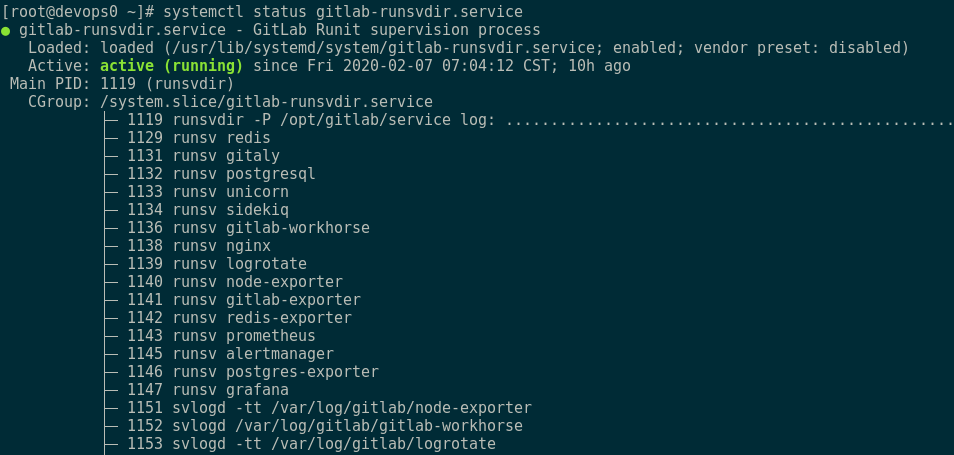 [root@devops0 ~]# systemctl status gitlab-runsvdir.service
● gitlab-runsvdir.service - GitLab Runit supervision process
   Loaded: loaded (/usr/lib/systemd/system/gitlab-runsvdir.service; enabled; vendor preset: disabled)
   Active: active (running) since Fri 2020-02-07 07:04:12 CST; 10h ago
 Main PID: 1119 (runsvdir)
   CGroup: /system.slice/gitlab-runsvdir.service
           ├─ 1119 runsvdir -P /opt/gitlab/service log: ..................................................
           ├─ 1129 runsv redis
           ├─ 1131 runsv gitaly
           ├─ 1132 runsv postgresql
           ├─ 1133 runsv unicorn
           ├─ 1134 runsv sidekiq
           ├─ 1136 runsv gitlab-workhorse
           ├─ 1138 runsv nginx
           ├─ 1139 runsv logrotate
           ├─ 1140 runsv node-exporter
           ├─ 1141 runsv gitlab-exporter
           ├─ 1142 runsv redis-exporter
           ├─ 1143 runsv prometheus
           ├─ 1145 runsv alertmanager
           ├─ 1146 runsv postgres-exporter
           ├─ 1147 runsv grafana
           ├─ 1151 svlogd -tt /var/log/gitlab/node-exporter
           ├─ 1152 svlogd /var/log/gitlab/gitlab-workhorse
           ├─ 1153 svlogd -tt /var/log/gitlab/logrotate